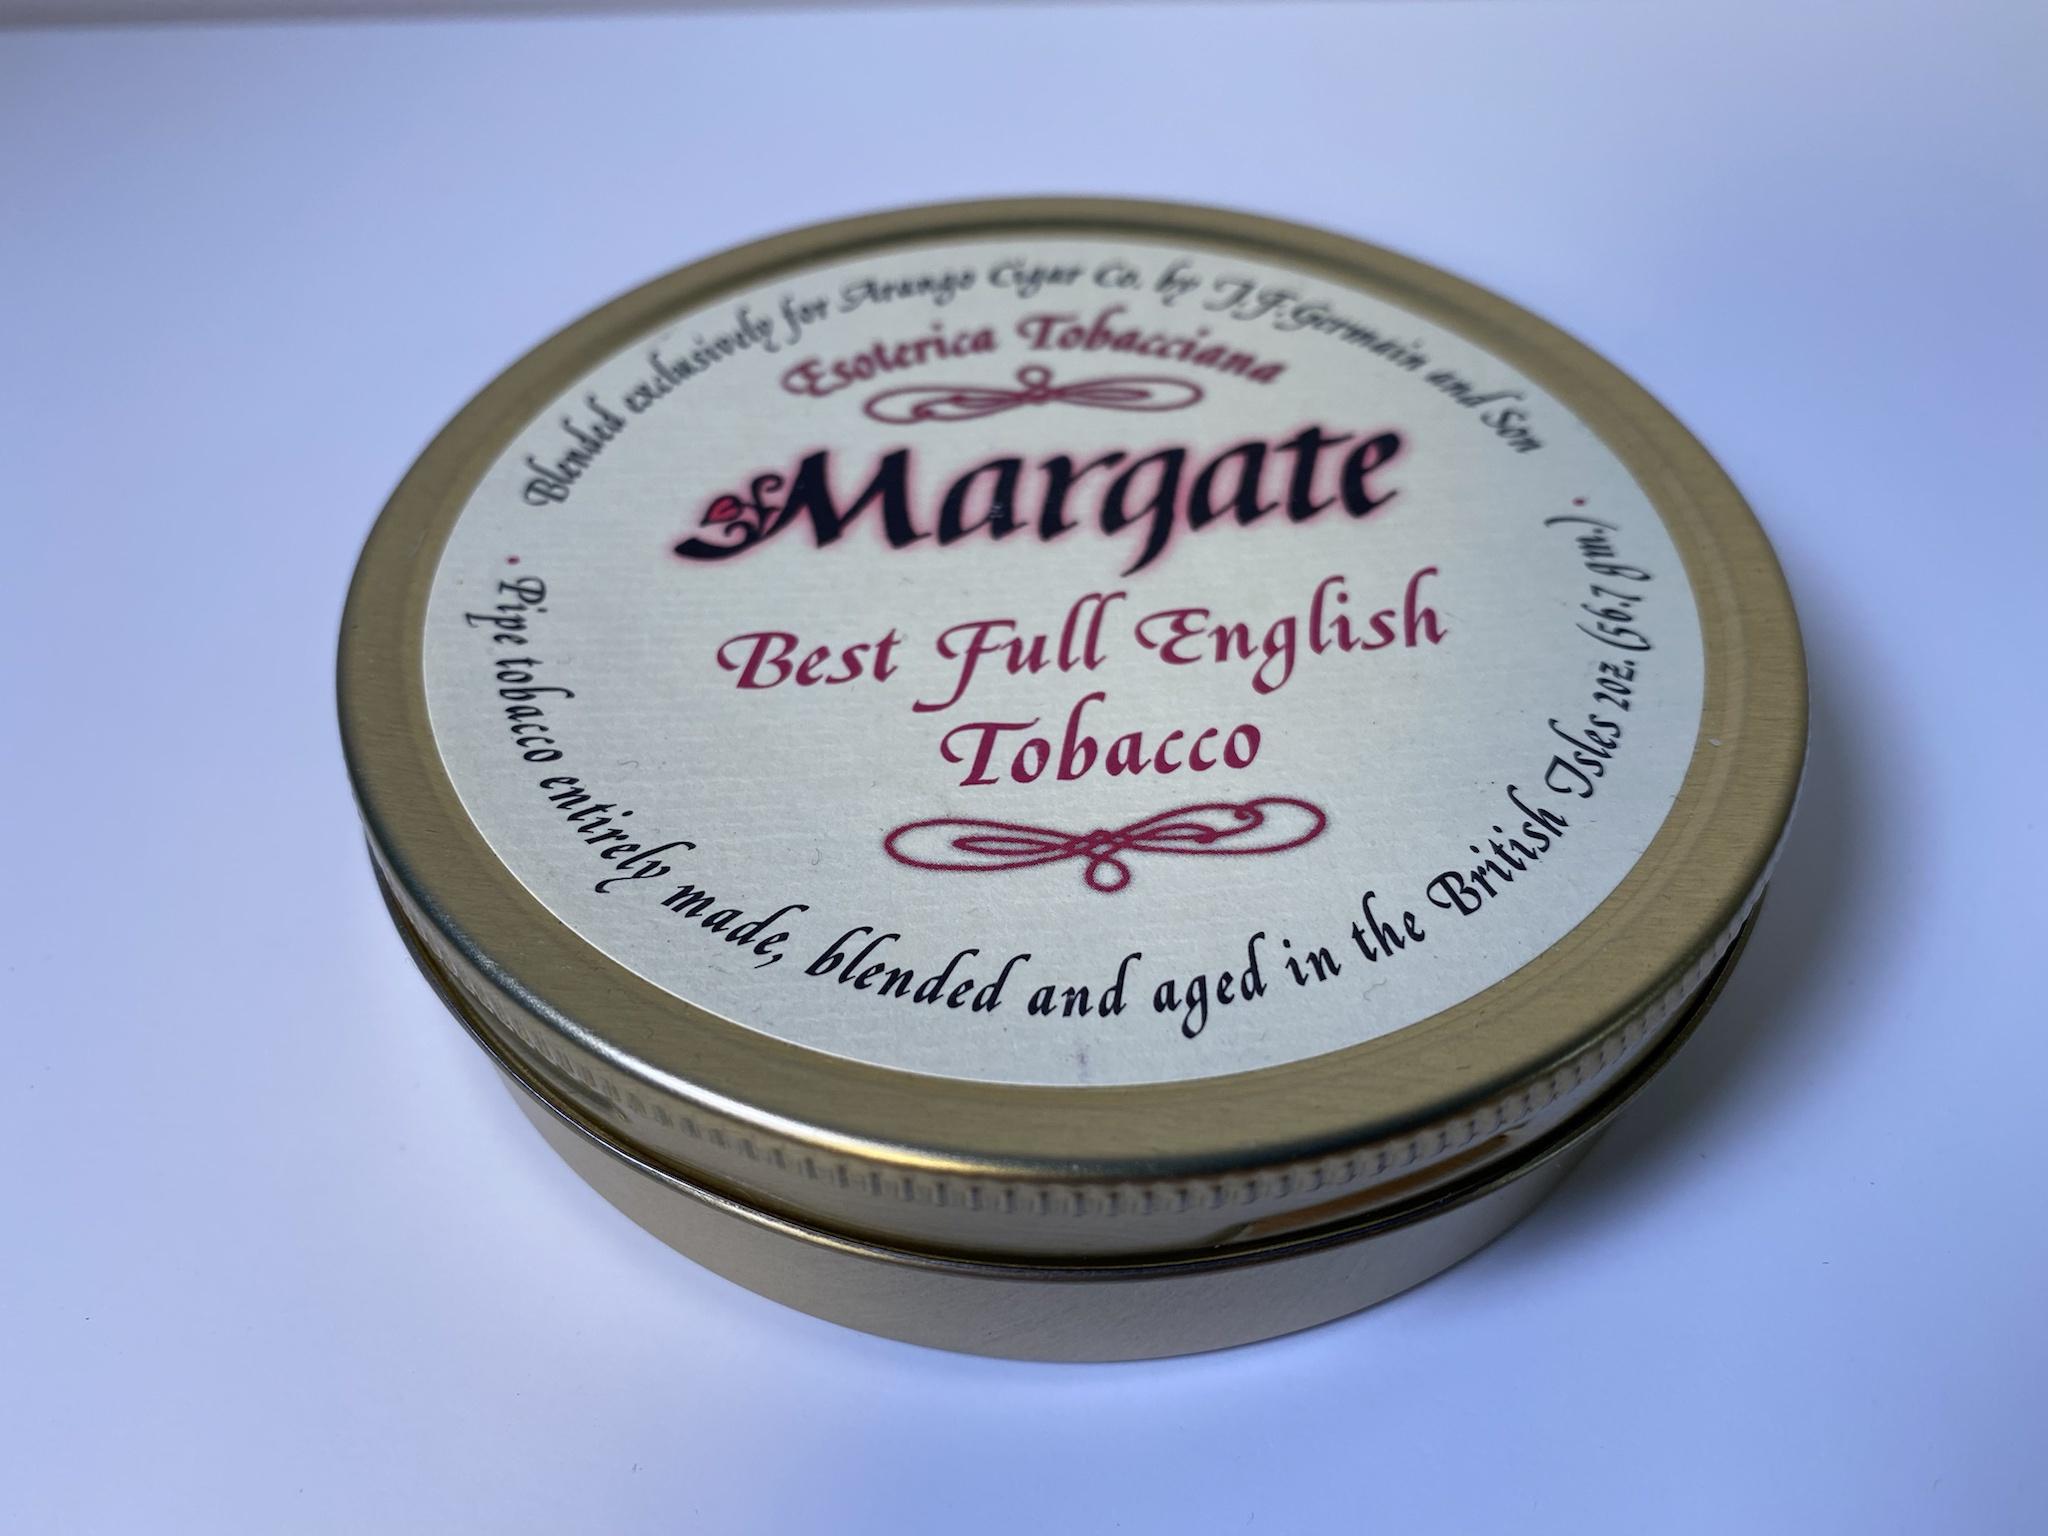 Blended exclusively for Arango Cigar Co. by J.F. Germain and Son
Esoterica Tobacciana
Margate
Best Full English
Tobacco
• Pipe tobacco entirely made, blended and aged in the British Isles 2oz. (56.7 gm.) •